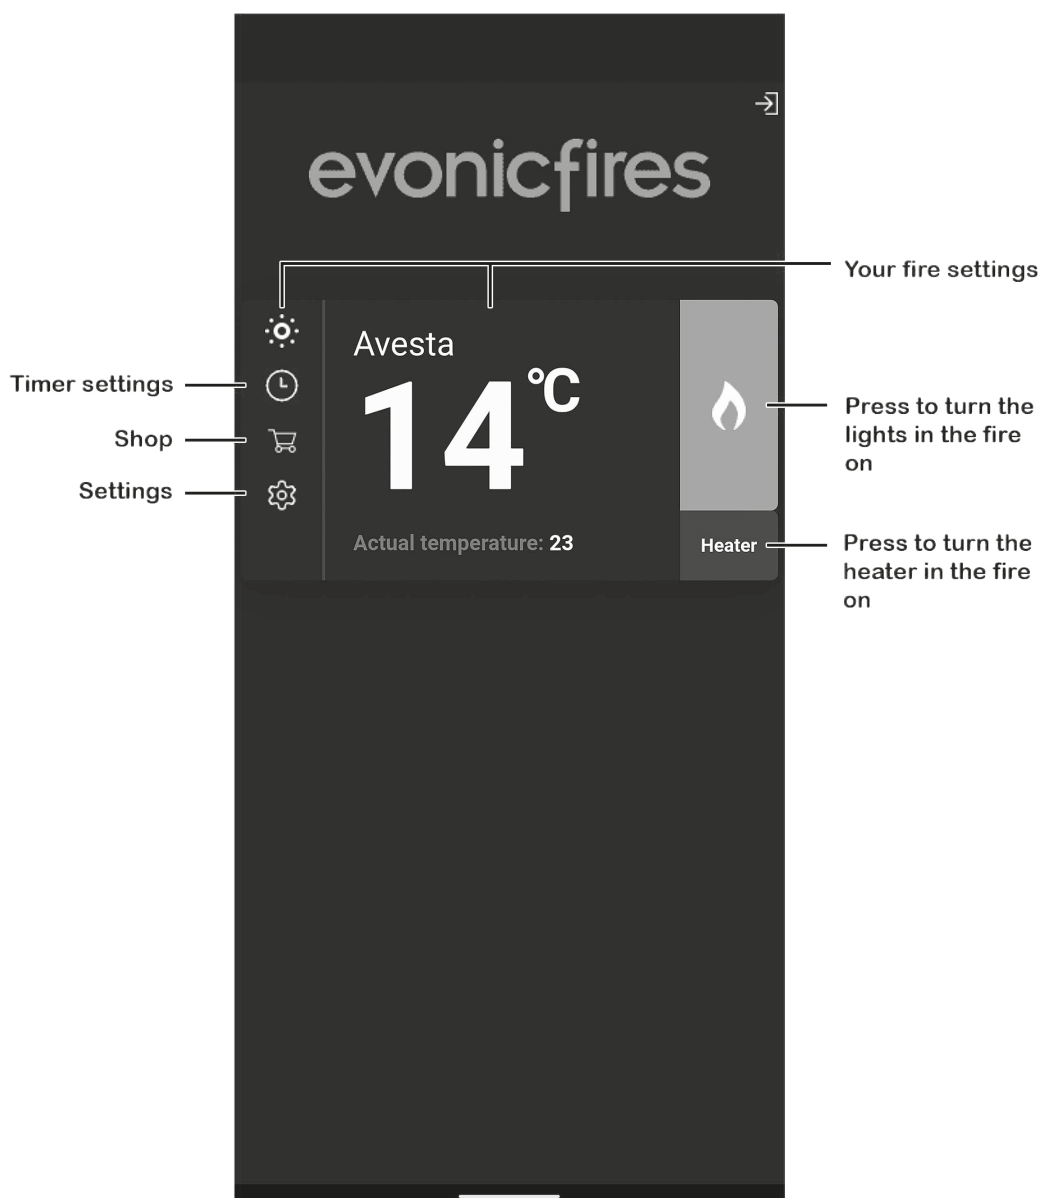 evonicfires
Your fire settings
Avesta
14°C
Timer settings
Shop
Settings
Press to turn the
lights in the fire
on
Actual temperature: 23
Heater
Press to turn the
heater in the fire
on